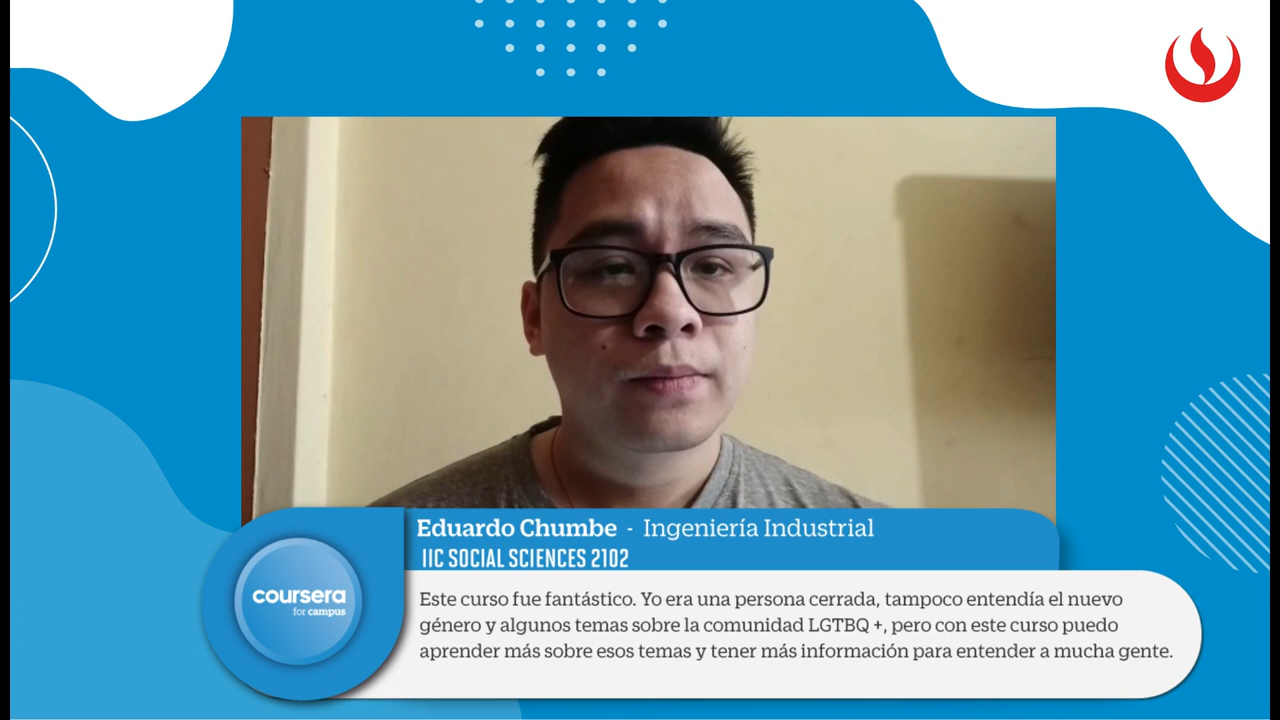 Eduardo Chumbe - Ingeniería Industrial
IIC SOCIAL SCIENCES 2102
coursera
for campus
Este curso fue fantástico. Yo era una persona cerrada, tampoco entendía el nuevo
género y algunos temas sobre la comunidad LGTBQ +, pero con este curso puedo
aprender más sobre esos temas y tener más información para entender a mucha gente.